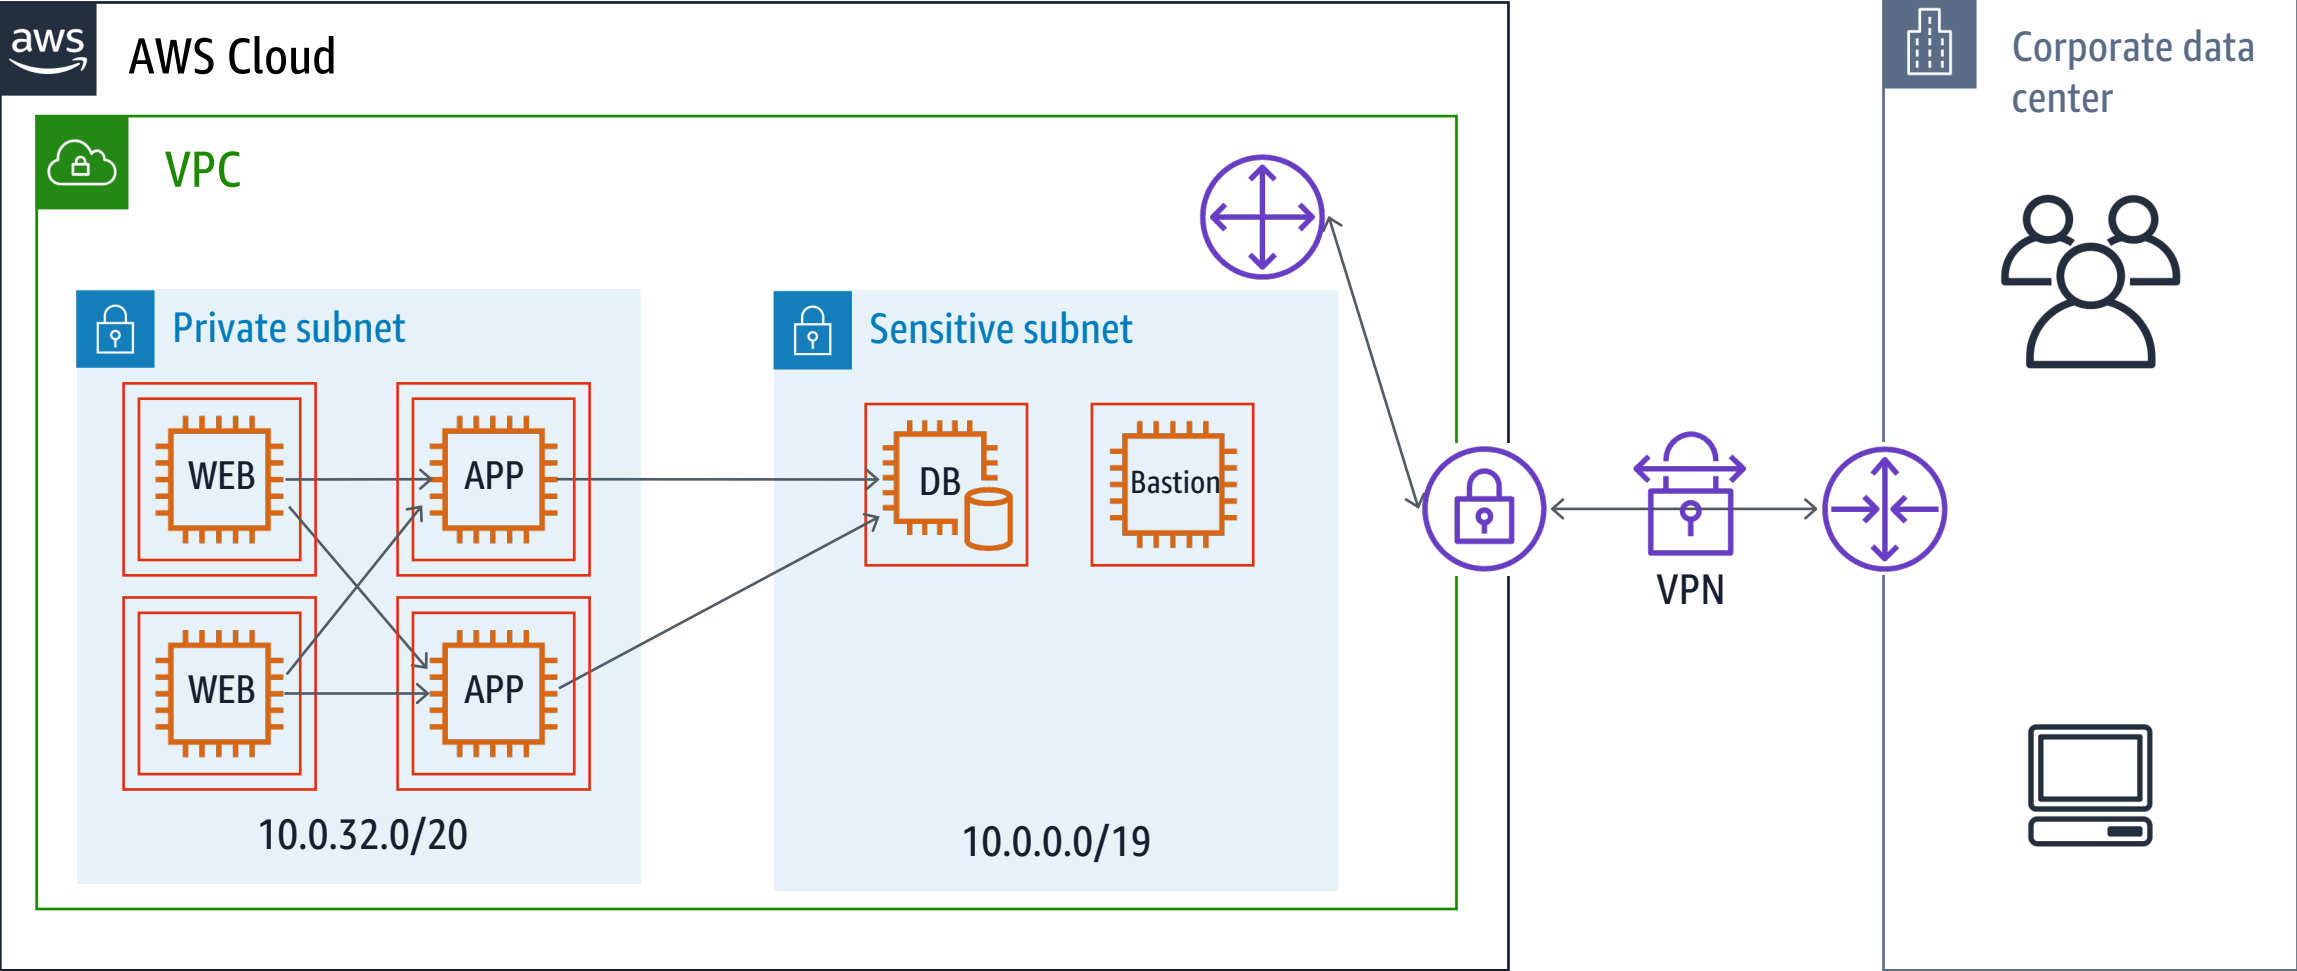 aws
AWS Cloud
Corporate data
center
VPC
Private subnet
Sensitive subnet
WEB
APP
DB
Bastion
VPN
WEB
APP
10.0.32.0/20
10.0.0.0/19